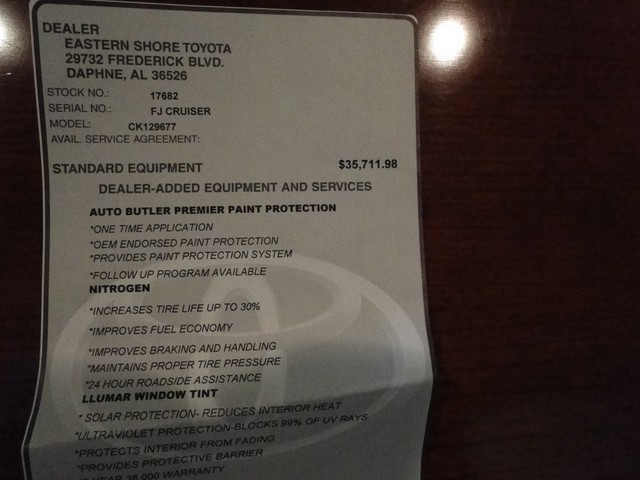 DEALER
EASTERN SHORE TOYOTA
29732 FREDERICK BLVD.
DAPHNE, AL 36526
STOCK NO.: 17682
SERIAL NO.: FJ CRUISER
MODEL: CK129677
AVAIL. SERVICE AGREEMENT:
STANDARD EQUIPMENT $35,711.98
DEALER-ADDED EQUIPMENT AND SERVICES
AUTO BUTLER PREMIER PAINT PROTECTION
*ONE TIME APPLICATION
*OEM ENDORSED PAINT PROTECTION
*PROVIDES PAINT PROTECTION SYSTEM
*FOLLOW UP PROGRAM AVAILABLE
NITROGEN
*INCREASES TIRE LIFE UP TO 30%
*IMPROVES FUEL ECONOMY
*IMPROVES BRAKING AND HANDLING
*MAINTAINS PROPER TIRE PRESSURE
*24 HOUR ROADSIDE ASSISTANCE
LLUMAR WINDOW TINT
* SOLAR PROTECTION- REDUCES INTERIOR HEAT
*ULTRAVIOLET PROTECTION-BLOCKS 99% OF UV RAYS
*PROTECTS INTERIOR FROM FADING
*PROVIDES PROTECTIVE BARRIER
YEAR 36,000 WARRANTY